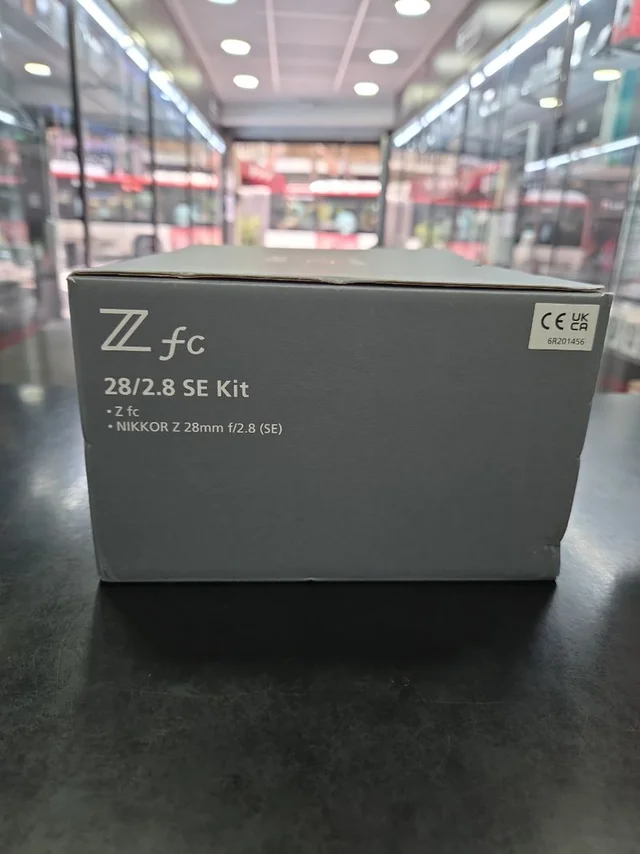 Z fc
28/2.8 SE Kit
• Z fc
• NIKKOR Z 28mm f/2.8 (SE)
CE UK CA
6R201456